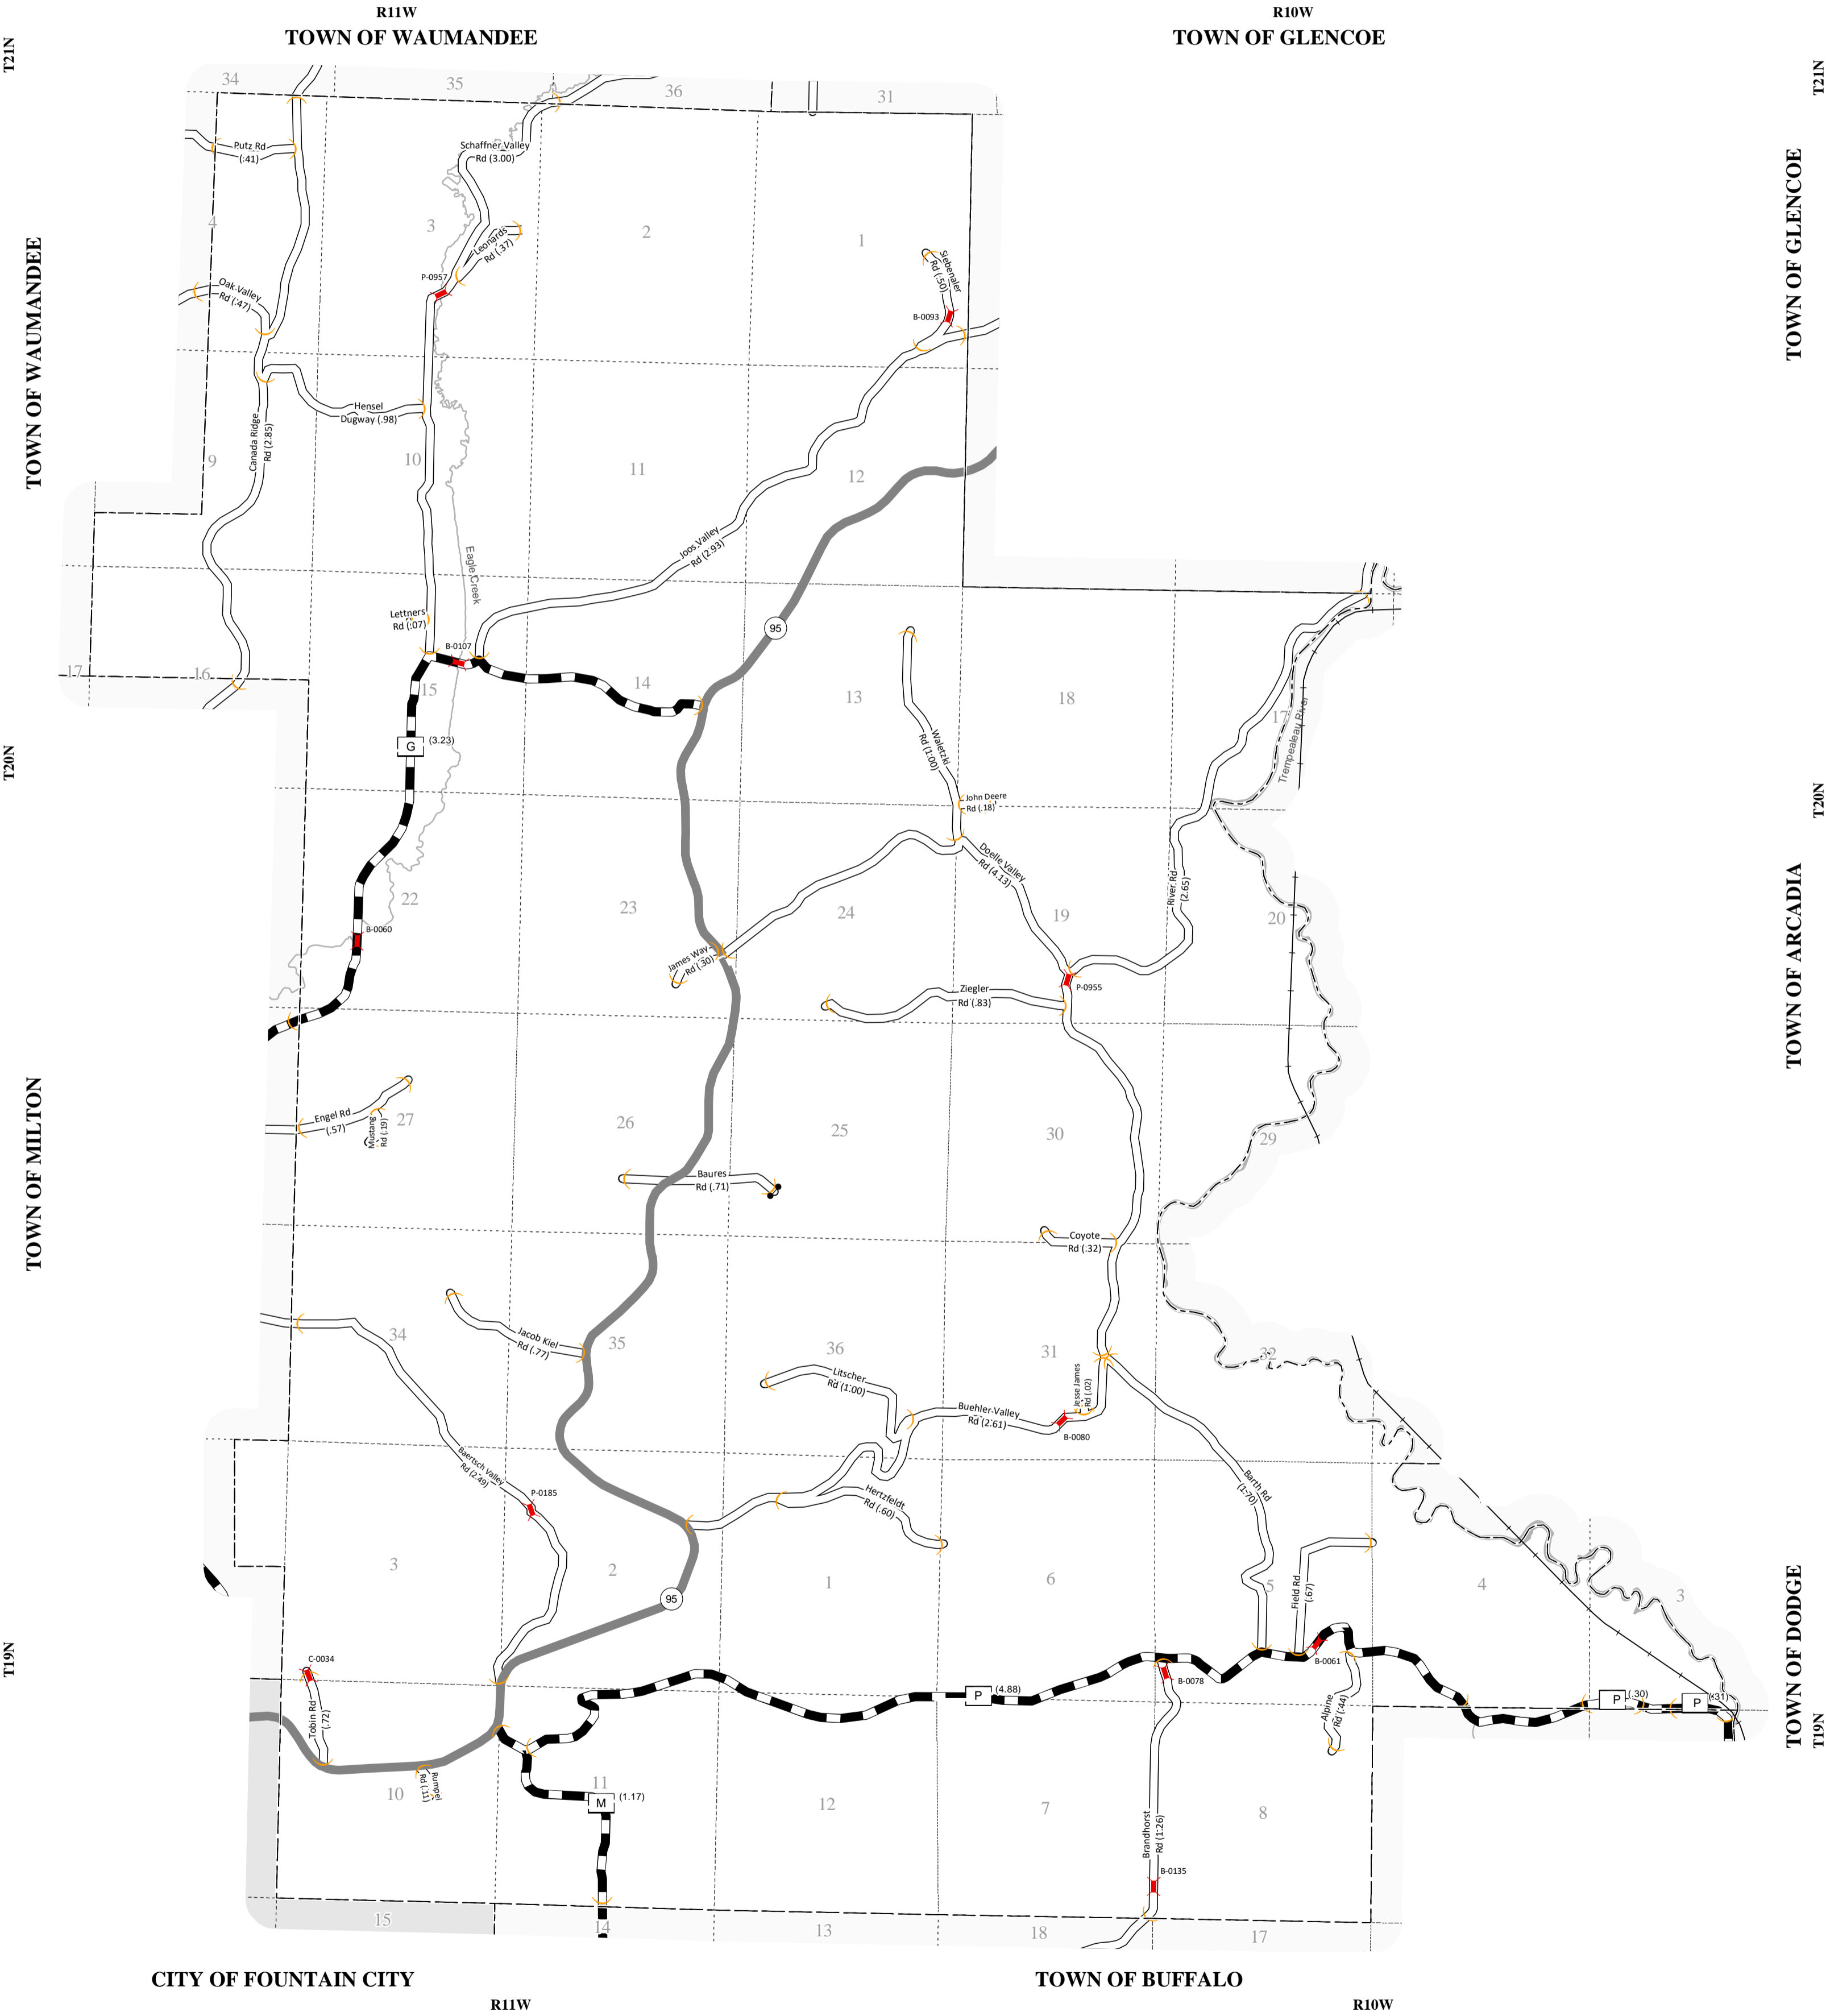 R11W
R10W
TOWN OF WAUMANDEE
TOWN OF GLENCOE
T21N
T21N
34
35
36
31
Schaffner Valley
Rd (3.00)
Putz Rd
(.41)
4
3
2
1
Leonards
Rd (.37)
TOWN OF WAUMANDEE
TOWN OF GLENCOE
P-0957
Siebenaler
Rd (.50)
Oak Valley
Rd (.47)
B-0093
Hensel
Dugway (.98)
Canada Ridge
Rd (2.85)
9
10
11
12
Joos Valley
Rd (2.93)
Eagle Creek
Lettners
Rd (.07)
95
B-0107
17
16
15
14
13
18
17
G
(3.23)
Waletzki
Rd (1.00)
Trempealeau River
T20N
T20N
John Deere
Rd (.18)
Doelle Valley
Rd (4.13)
River Rd
(2.65)
22
23
24
19
20
B-0060
James Way
Rd (.30)
P-0955
Ziegler
Rd (.83)
TOWN OF ARCADIA
Engel Rd
(.57)
Mustang
Rd (.19)
27
26
25
30
29
TOWN OF MILTON
Baures
Rd (.71)
Coyote
Rd (.32)
34
Jacob Kiel
Rd (.77)
35
36
31
32
Litscher
Rd (1.00)
Jesse James
Rd (.02)
Buehler Valley
Rd (2.61)
B-0080
Baertsch Valley
Rd (2.49)
P-0185
Barth Rd
(1.70)
Hertzfeldt
Rd (.60)
3
2
1
6
5
4
3
Field Rd
(.67)
95
TOWN OF DODGE
T19N
C-0034
B-0061
B-0078
Tobin Rd
(.72)
P
(4.88)
Alpine
Rd (.44)
P
(.30)
P
(.31)
T19N
Rumpel
Rd (.11)
10
11
M
(1.17)
12
7
8
Brandhorst
Rd (1.26)
B-0135
15
14
13
18
17
CITY OF FOUNTAIN CITY
TOWN OF BUFFALO
R11W
R10W